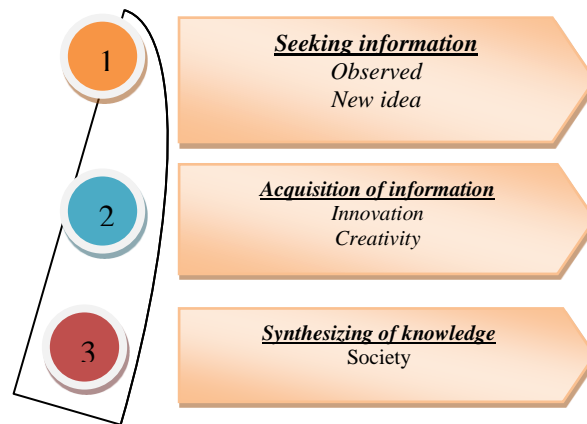 1
Seeking information
Observed
New idea
2
Acquisition of information
Innovation
Creativity
3
Synthesizing of knowledge
Society